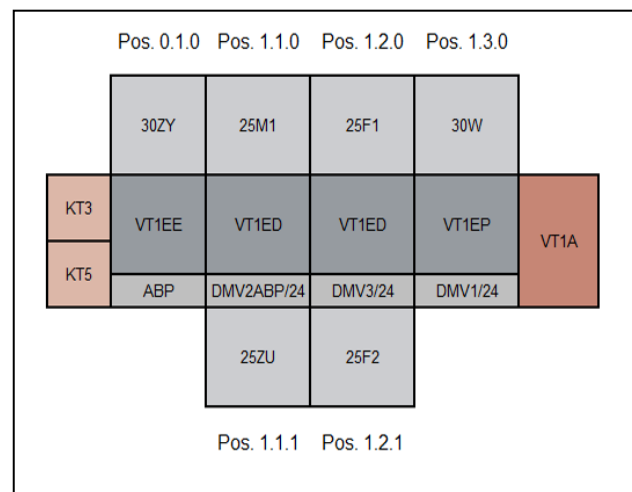 Pos. 0.1.0 Pos. 1.1.0 Pos. 1.2.0 Pos. 1.3.0
30ZY 25M1 25F1 30W
KT3
VT1EE VT1ED VT1ED VT1EP VT1A
KT5
ABP DMV2ABP/24 DMV3/24 DMV1/24
25ZU 25F2
Pos. 1.1.1 Pos. 1.2.1